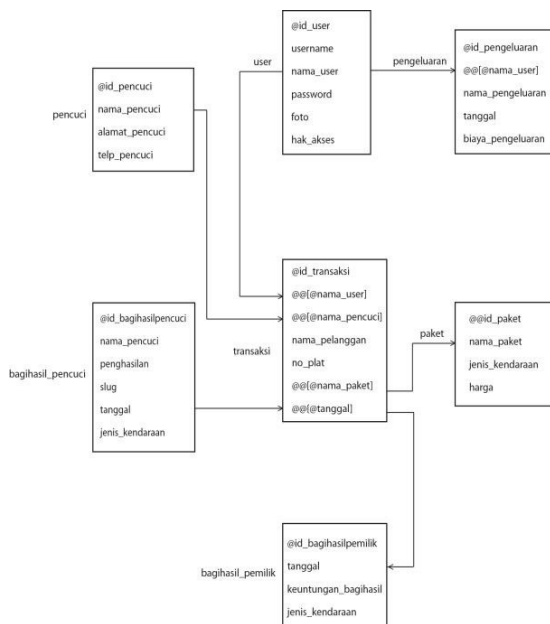 user
@id_user
username
nama_user
password
foto
hak_akses
pengeluaran
@id_pengeluaran
@@[@nama_user]
nama_pengeluaran
tanggal
biaya_pengeluaran
pencuci
@id_pencuci
nama_pencuci
alamat_pencuci
telp_pencuci
transaksi
@id_transaksi
@@[@nama_user]
@@[@nama_pencuci]
nama_pelanggan
no_plat
@@[@nama_paket]
@@[@tanggal]
bagihasil_pencuci
@id_bagihasilpencuci
nama_pencuci
penghasilan
slug
tanggal
jenis_kendaraan
paket
@@id_paket
nama_paket
jenis_kendaraan
harga
bagihasil_pemilik
@id_bagihasilpemilik
tanggal
keuntungan_bagihasil
jenis_kendaraan